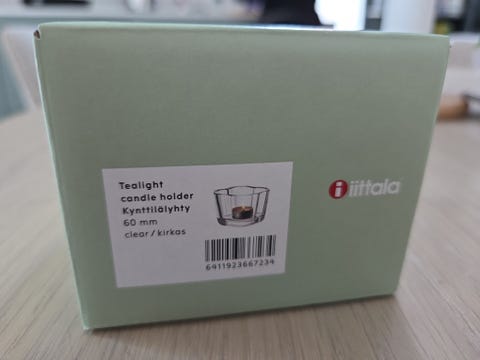 Tealight
candle holder
Kynttilälyhty
60 mm
clear / kirkas
6411923667234
i iittala